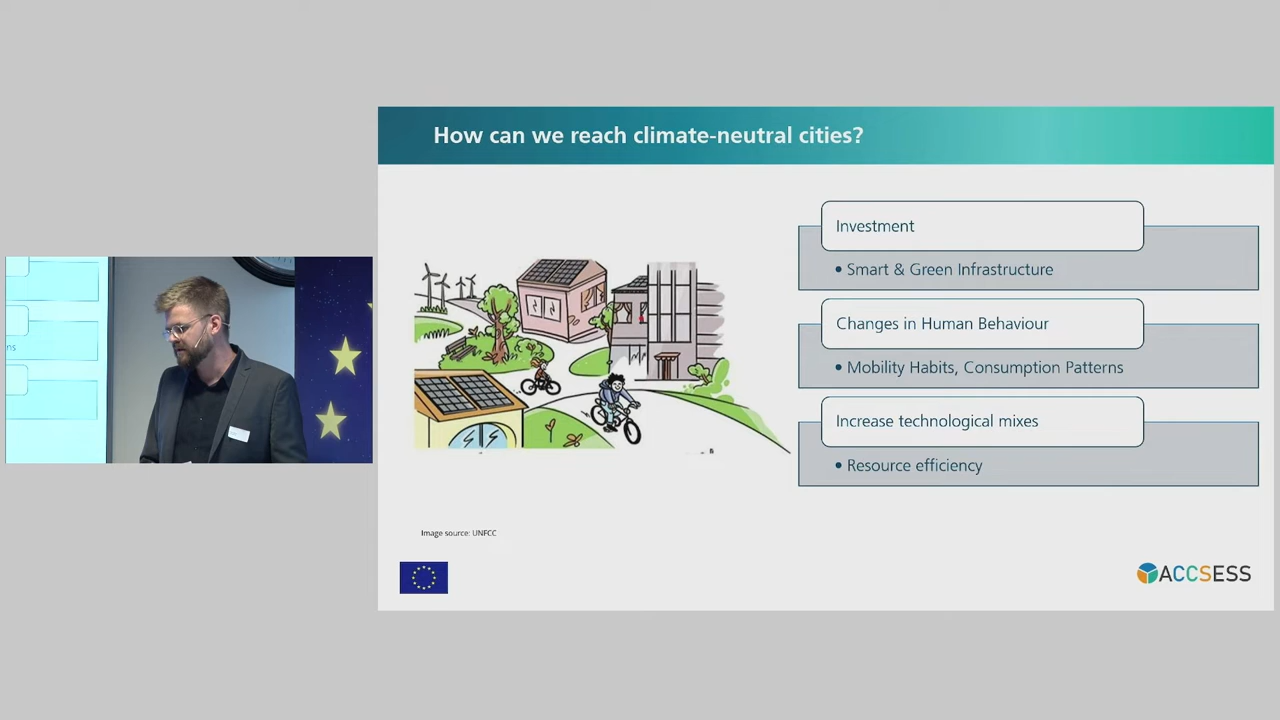 How can we reach climate-neutral cities?
Investment
• Smart & Green Infrastructure
Changes in Human Behaviour
• Mobility Habits, Consumption Patterns
Increase technological mixes
• Resource efficiency
Image source: UNFCC
ACCSESS
ns